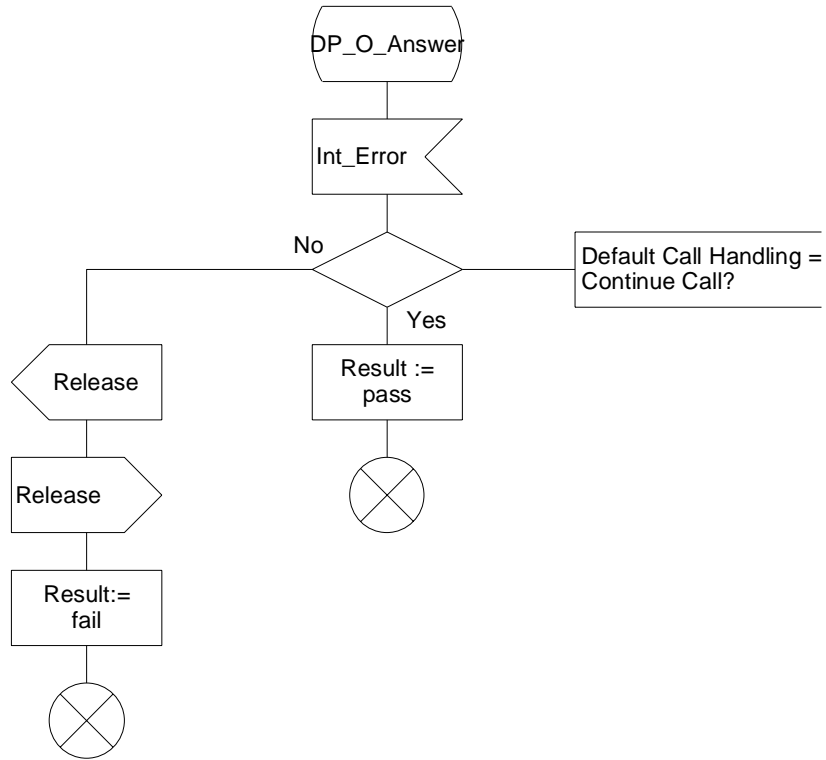 DP_O_Answer
Int_Error
No
Default Call Handling =
Continue Call?
Yes
Release
Result :=
pass
Release
Result:=
fail